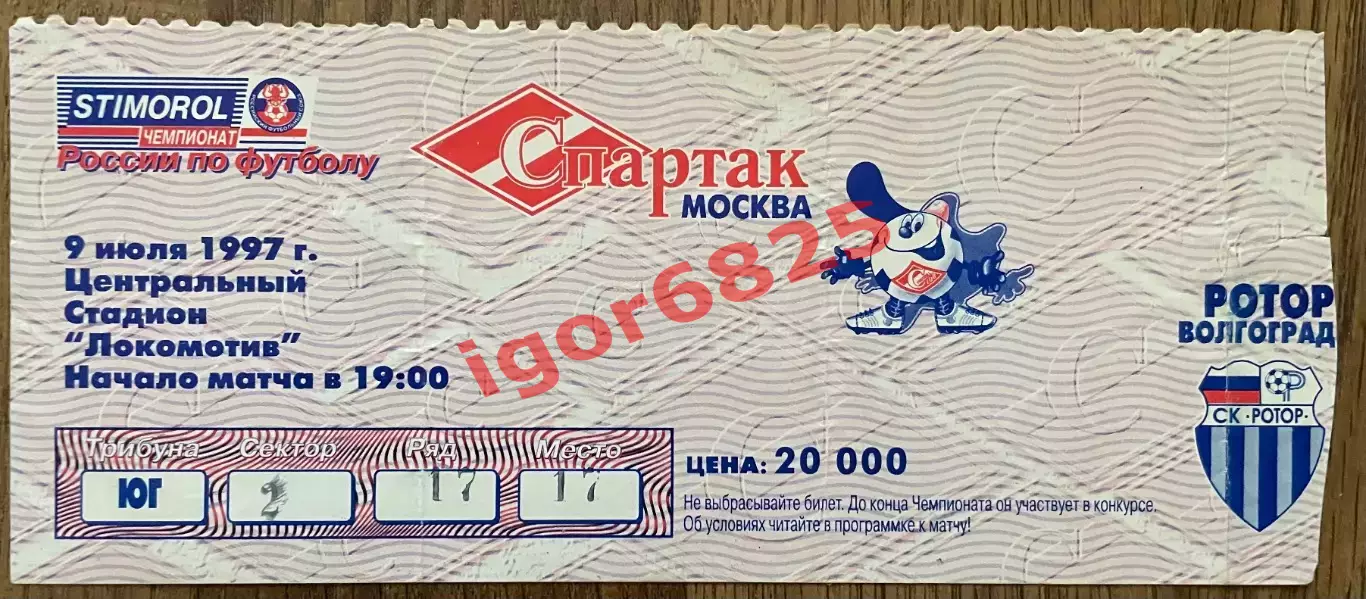 STIMOROL
ЧЕМПИОНАТ
России по футболу
Спартак
МОСКВА
9 июля 1997 г.
Центральный
Стадион
"Локомотив"
Начало матча в 19:00
igor6825
РОТОР
ВОЛГОГРАД
СК ·РОТОР·
Трибуна Сектор Ряд Место
ЮГ 2 17 17
ЦЕНА: 20 000
Не выбрасывайте билет. До конца Чемпионата он участвует в конкурсе.
Об условиях читайте в программке к матчу!